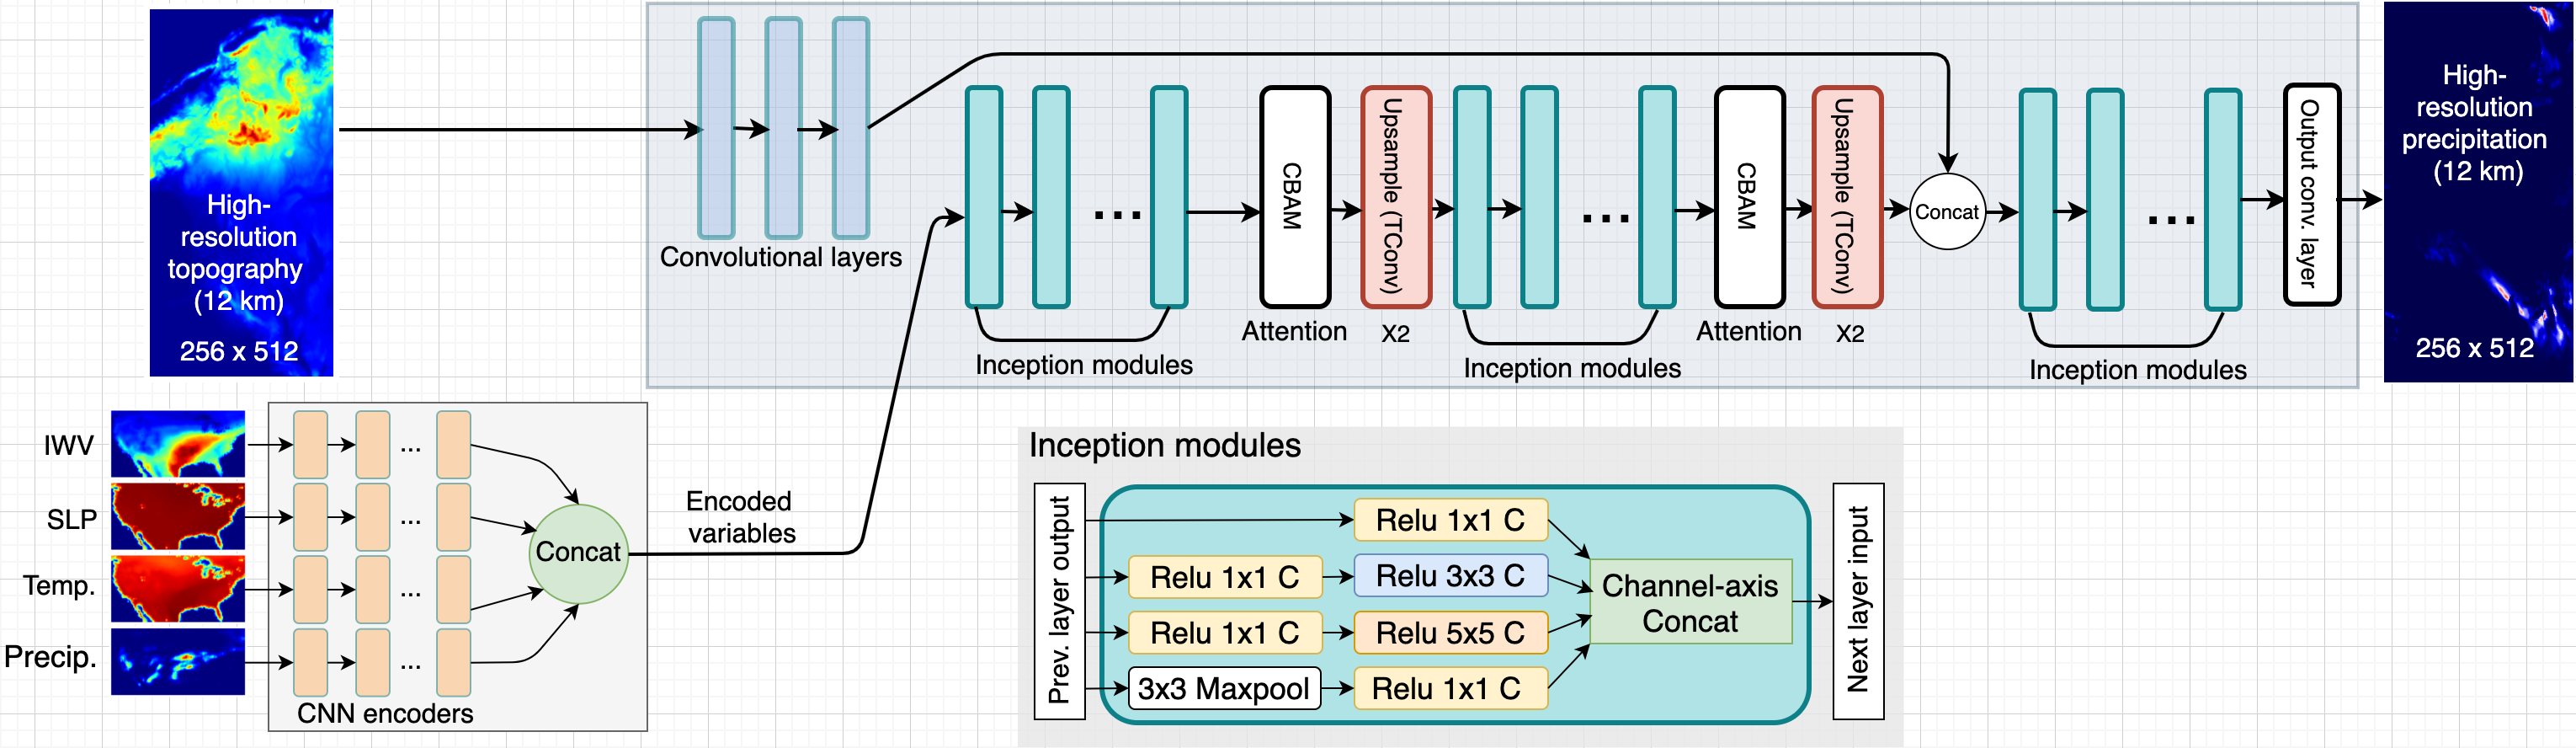 High-
resolution
topography
(12 km)
256 x 512
Convolutional layers
Inception modules
CBAM
Attention
Upsample (TConv)
X2
Inception modules
CBAM
Attention
Upsample (TConv)
X2
Concat
Inception modules
Output conv. layer
High-
resolution
precipitation
(12 km)
256 x 512
IWV
SLP
Temp.
Precip.
...
...
...
...
CNN encoders
Concat
Encoded
variables
Inception modules
Prev. layer output
Relu 1x1 C
Relu 1x1 C
Relu 3x3 C
Relu 1x1 C
Relu 5x5 C
3x3 Maxpool
Relu 1x1 C
Channel-axis
Concat
Next layer input